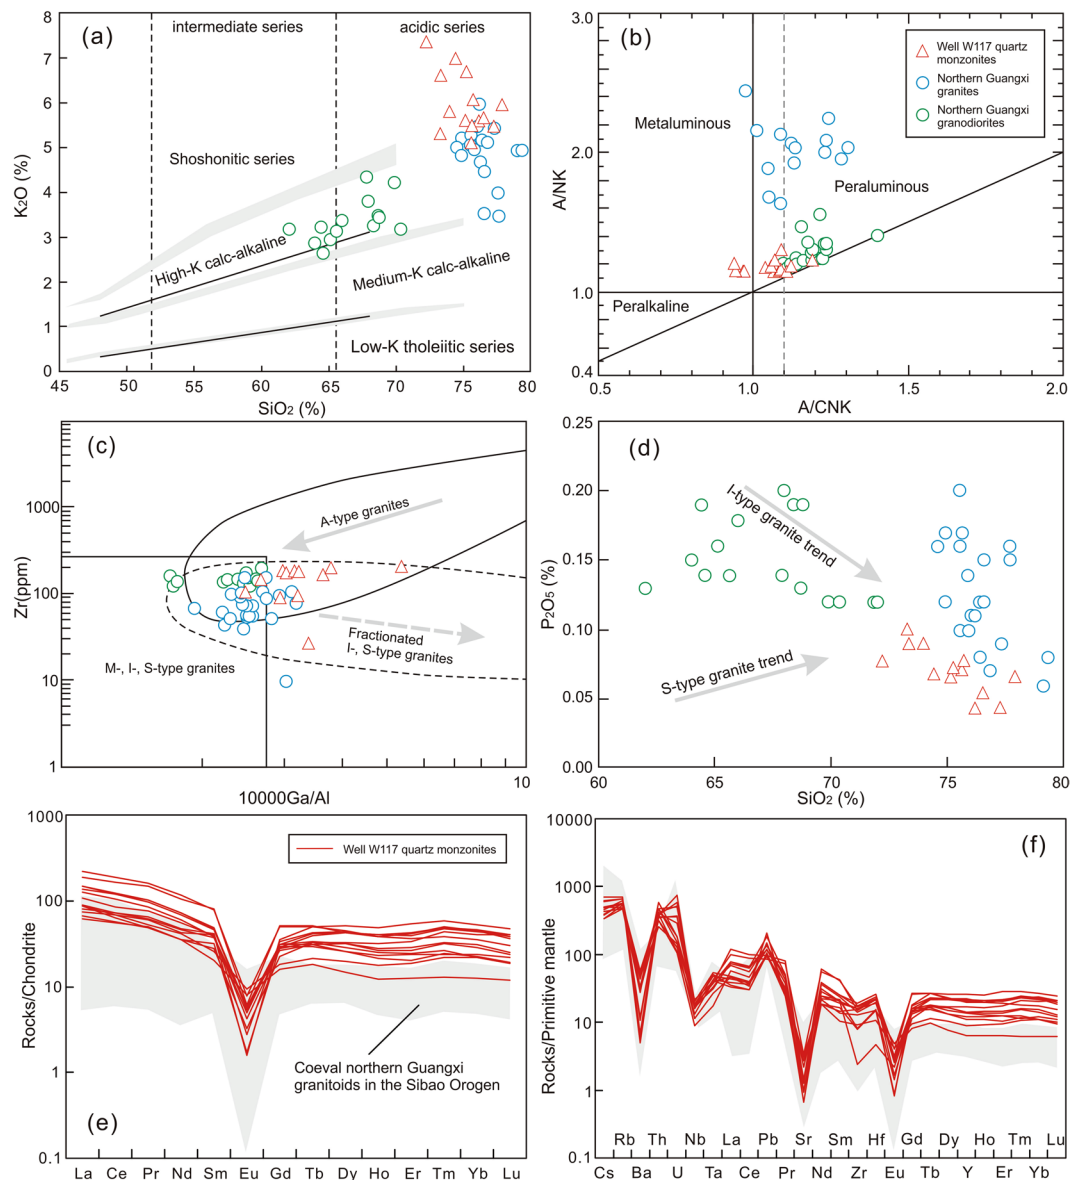 (a)
intermediate series
acidic series
8
7
6
5
4
3
2
1
0
K2O (%)
Shoshonitic series
High-K calc-alkaline
Medium-K calc-alkaline
Low-K tholeiitic series
45
50
55
60
65
70
75
80
SiO2 (%)
(b)
A/NK
3.0
2.0
1.0
0.4
A/NK
Well W117 quartz
monzonites
Northern Guangxi
granites
Northern Guangxi
granodiorites
Metaluminous
Peraluminous
Peralkaline
0.5
1.0
1.5
2.0
A/CNK
(c)
1000
100
10
1
Zr(ppm)
A-type granites
Fractionated
I-, S-type granites
M-, I-, S-type granites
1
10
10000Ga/Al
(d)
0.25
0.20
0.15
0.10
0.05
0.00
P2O5 (%)
I-type granite trend
S-type granite trend
60
65
70
75
80
SiO2 (%)
1000
100
10
1
0.1
Rocks/Chondrite
Well W117 quartz monzonites
Coeval northern Guangxi
granitoids in the Sibao Orogen
(e)
La Ce Pr Nd Sm Eu Gd Tb Dy Ho Er Tm Yb Lu
(f)
10000
1000
100
10
1
0.1
Rocks/Primitive mantle
Rb Th Nb La Pb Sr Sm Hf Gd Dy Ho Tm Lu
Cs Ba U Ta Ce Pr Nd Zr Eu Tb Y Er Yb